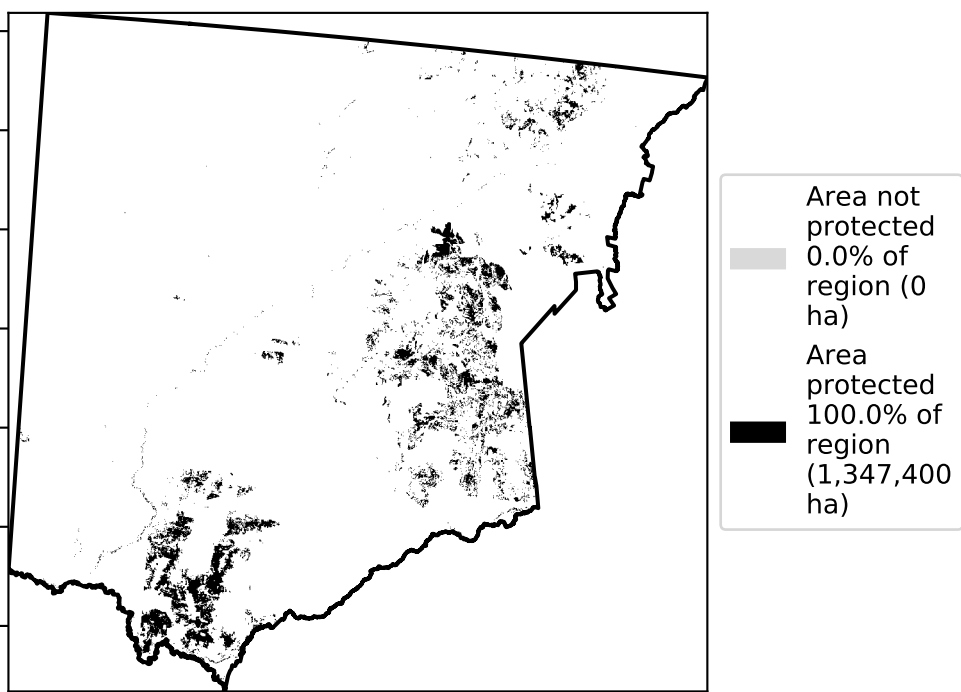 Area not
protected
0.0% of
region (0
ha)
Area
protected
100.0% of
region
(1,347,400
ha)